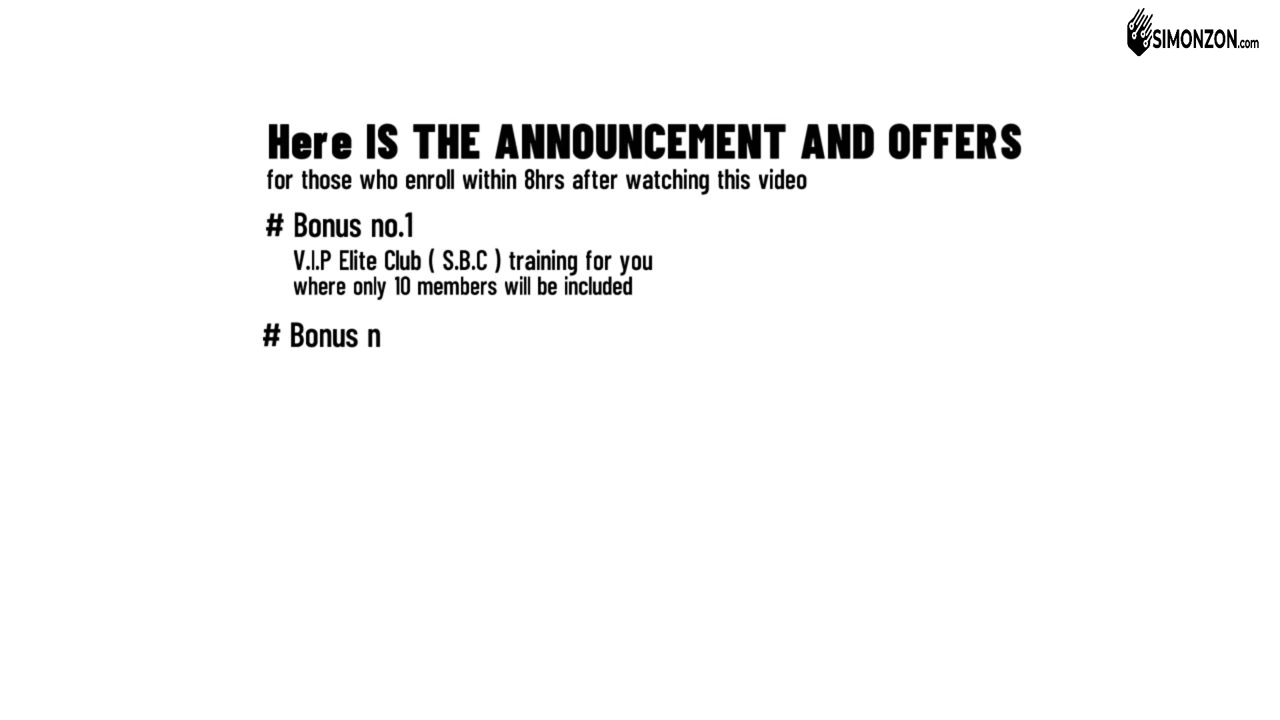 SIMONZON.com
Here IS THE ANNOUNCEMENT AND OFFERS
for those who enroll within 8hrs after watching this video
# Bonus no.1
V.I.P Elite Club ( S.B.C ) training for you
where only 10 members will be included
# Bonus n